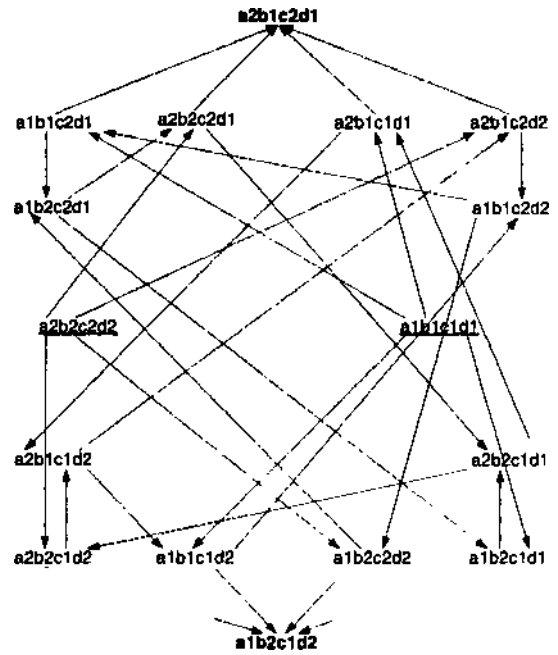 a2b1c2d1
a1b1c2d1 a2b2c2d1 a2b1c1d1 a2b1c2d2
a1b2c2d1 a1b1c2d2
a2b2c2d2 a1b1c1d1
a2b1c1d2 a2b2c1d1
a2b2c1d2 a1b1c1d2 a1b2c2d2 a1b2c1d1
a1b2c1d2